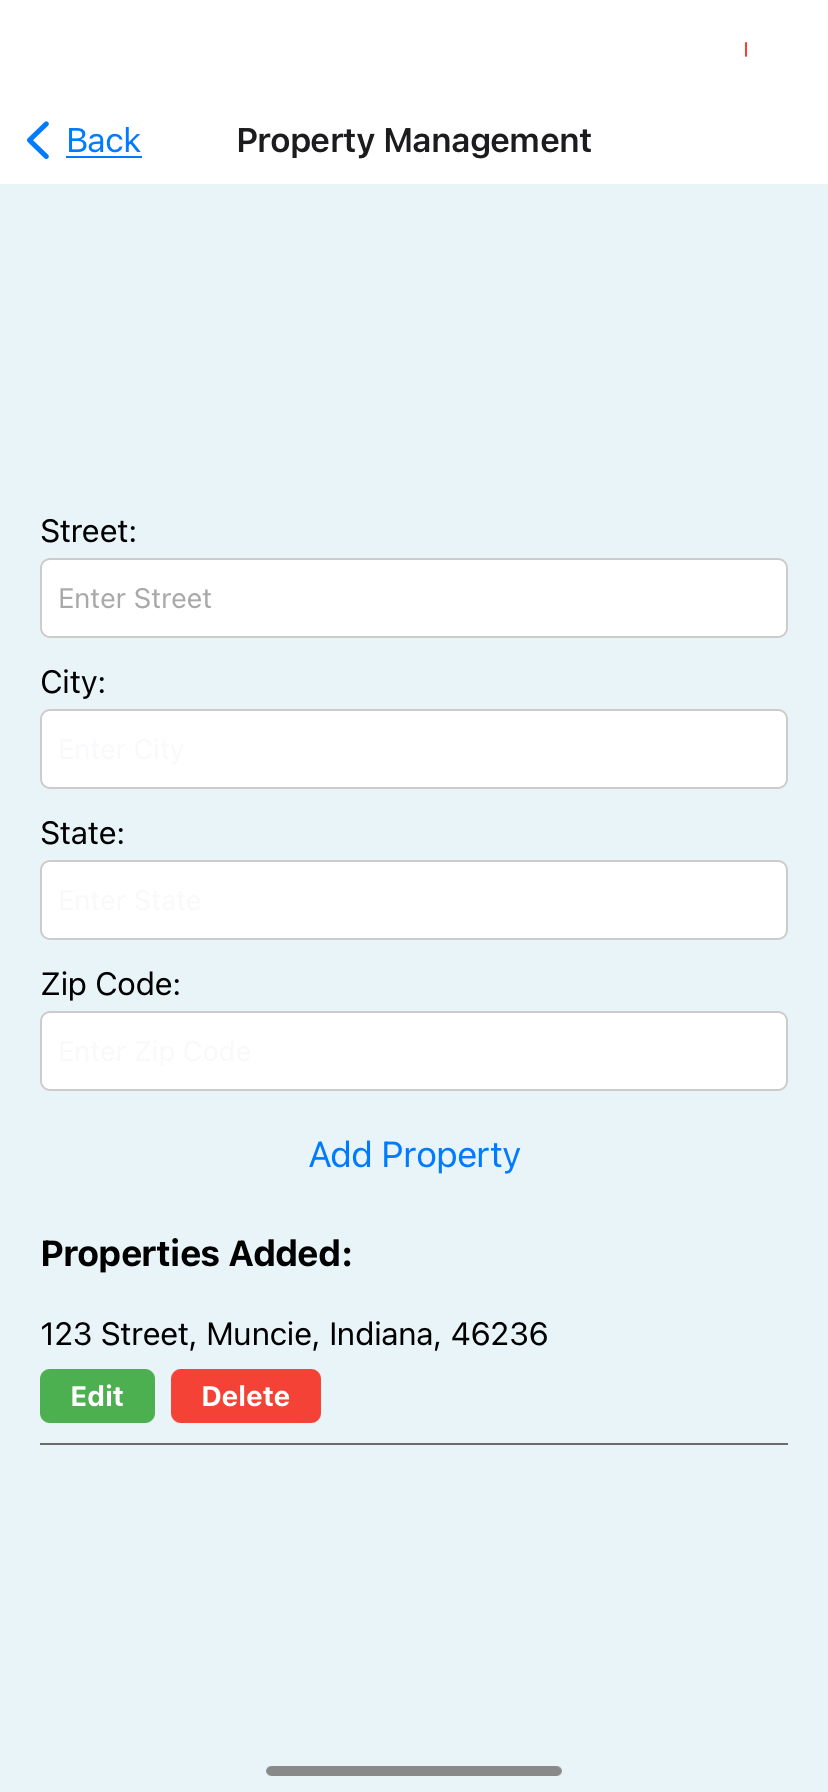 Back
Property Management
Street:
Enter Street
City:
Enter City
State:
Enter State
Zip Code:
Enter Zip Code
Add Property
Properties Added:
123 Street, Muncie, Indiana, 46236
Edit Delete